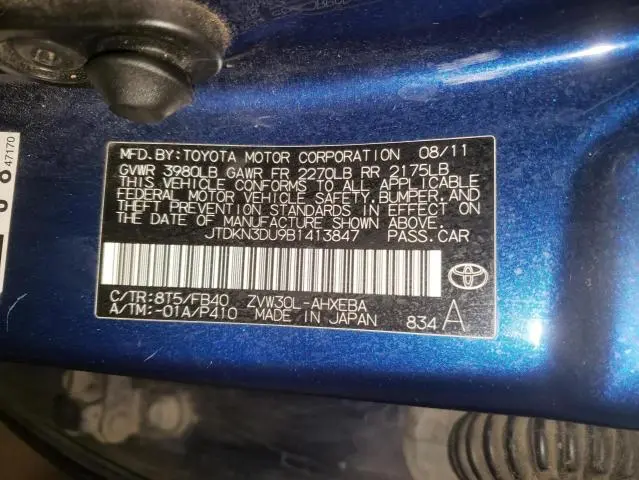 MFD.BY:TOYOTA MOTOR CORPORATION 08/11
GVWR 3980LB GAWR FR 2270LB RR 2175LB
THIS VEHICLE CONFORMS TO ALL APPLICABLE
FEDERAL MOTOR VEHICLE SAFETY,BUMPER,AND
THEFT PREVENTION STANDARDS IN EFFECT ON
THE DATE OF MANUFACTURE SHOWN ABOVE.
JTDKN3DU9B1413847 PASS.CAR
C/TR:8T5/FB40 ZVW30L-AHXEBA
A/TM:-01A/P410 MADE IN JAPAN 834 A
47170